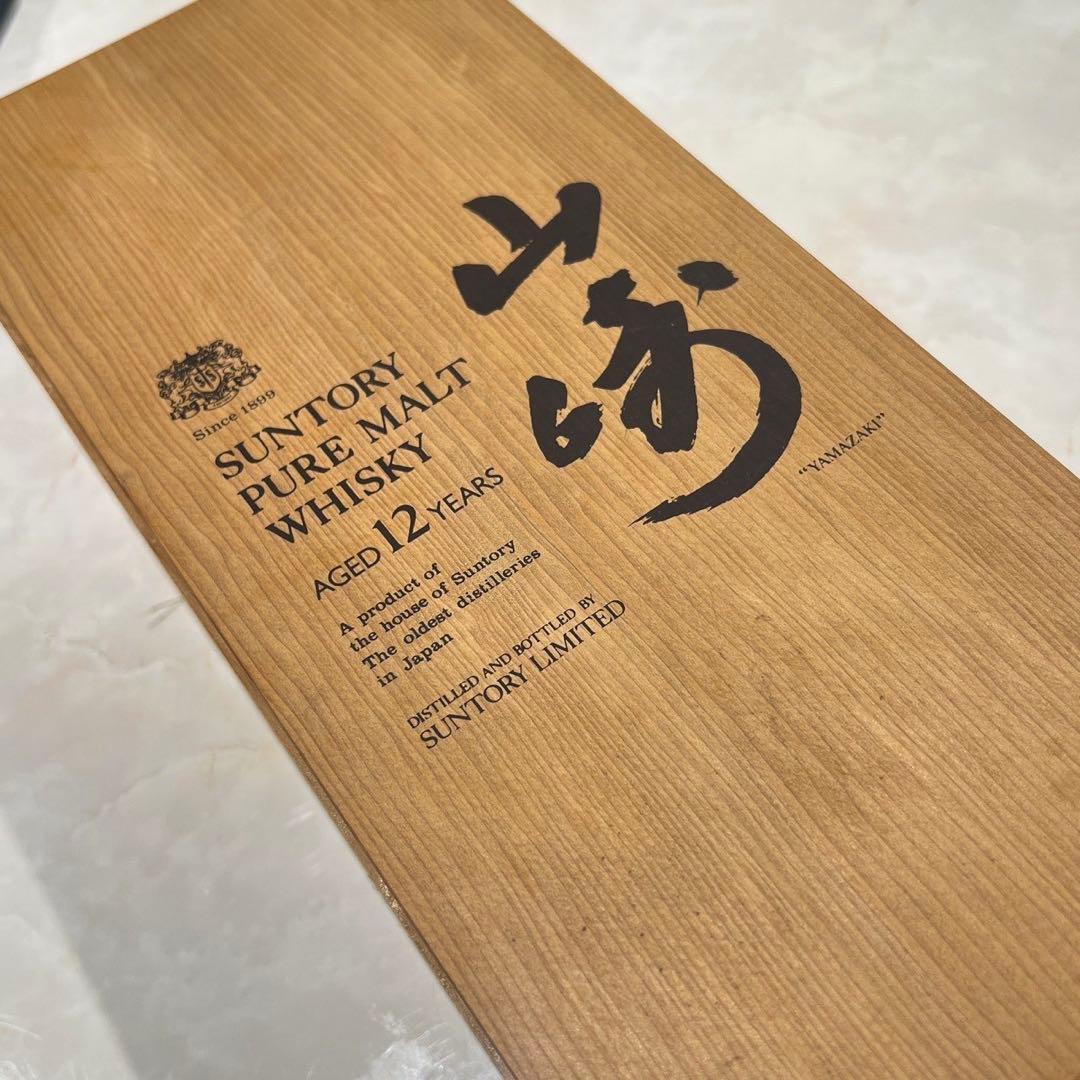 山崎
"YAMAZAKI"
Since 1899
SUNTORY
PURE MALT
WHISKY
AGED 12 YEARS
A product of
the house of Suntory
The oldest distilleries
in Japan
DISTILLED AND BOTTLED BY
SUNTORY LIMITED